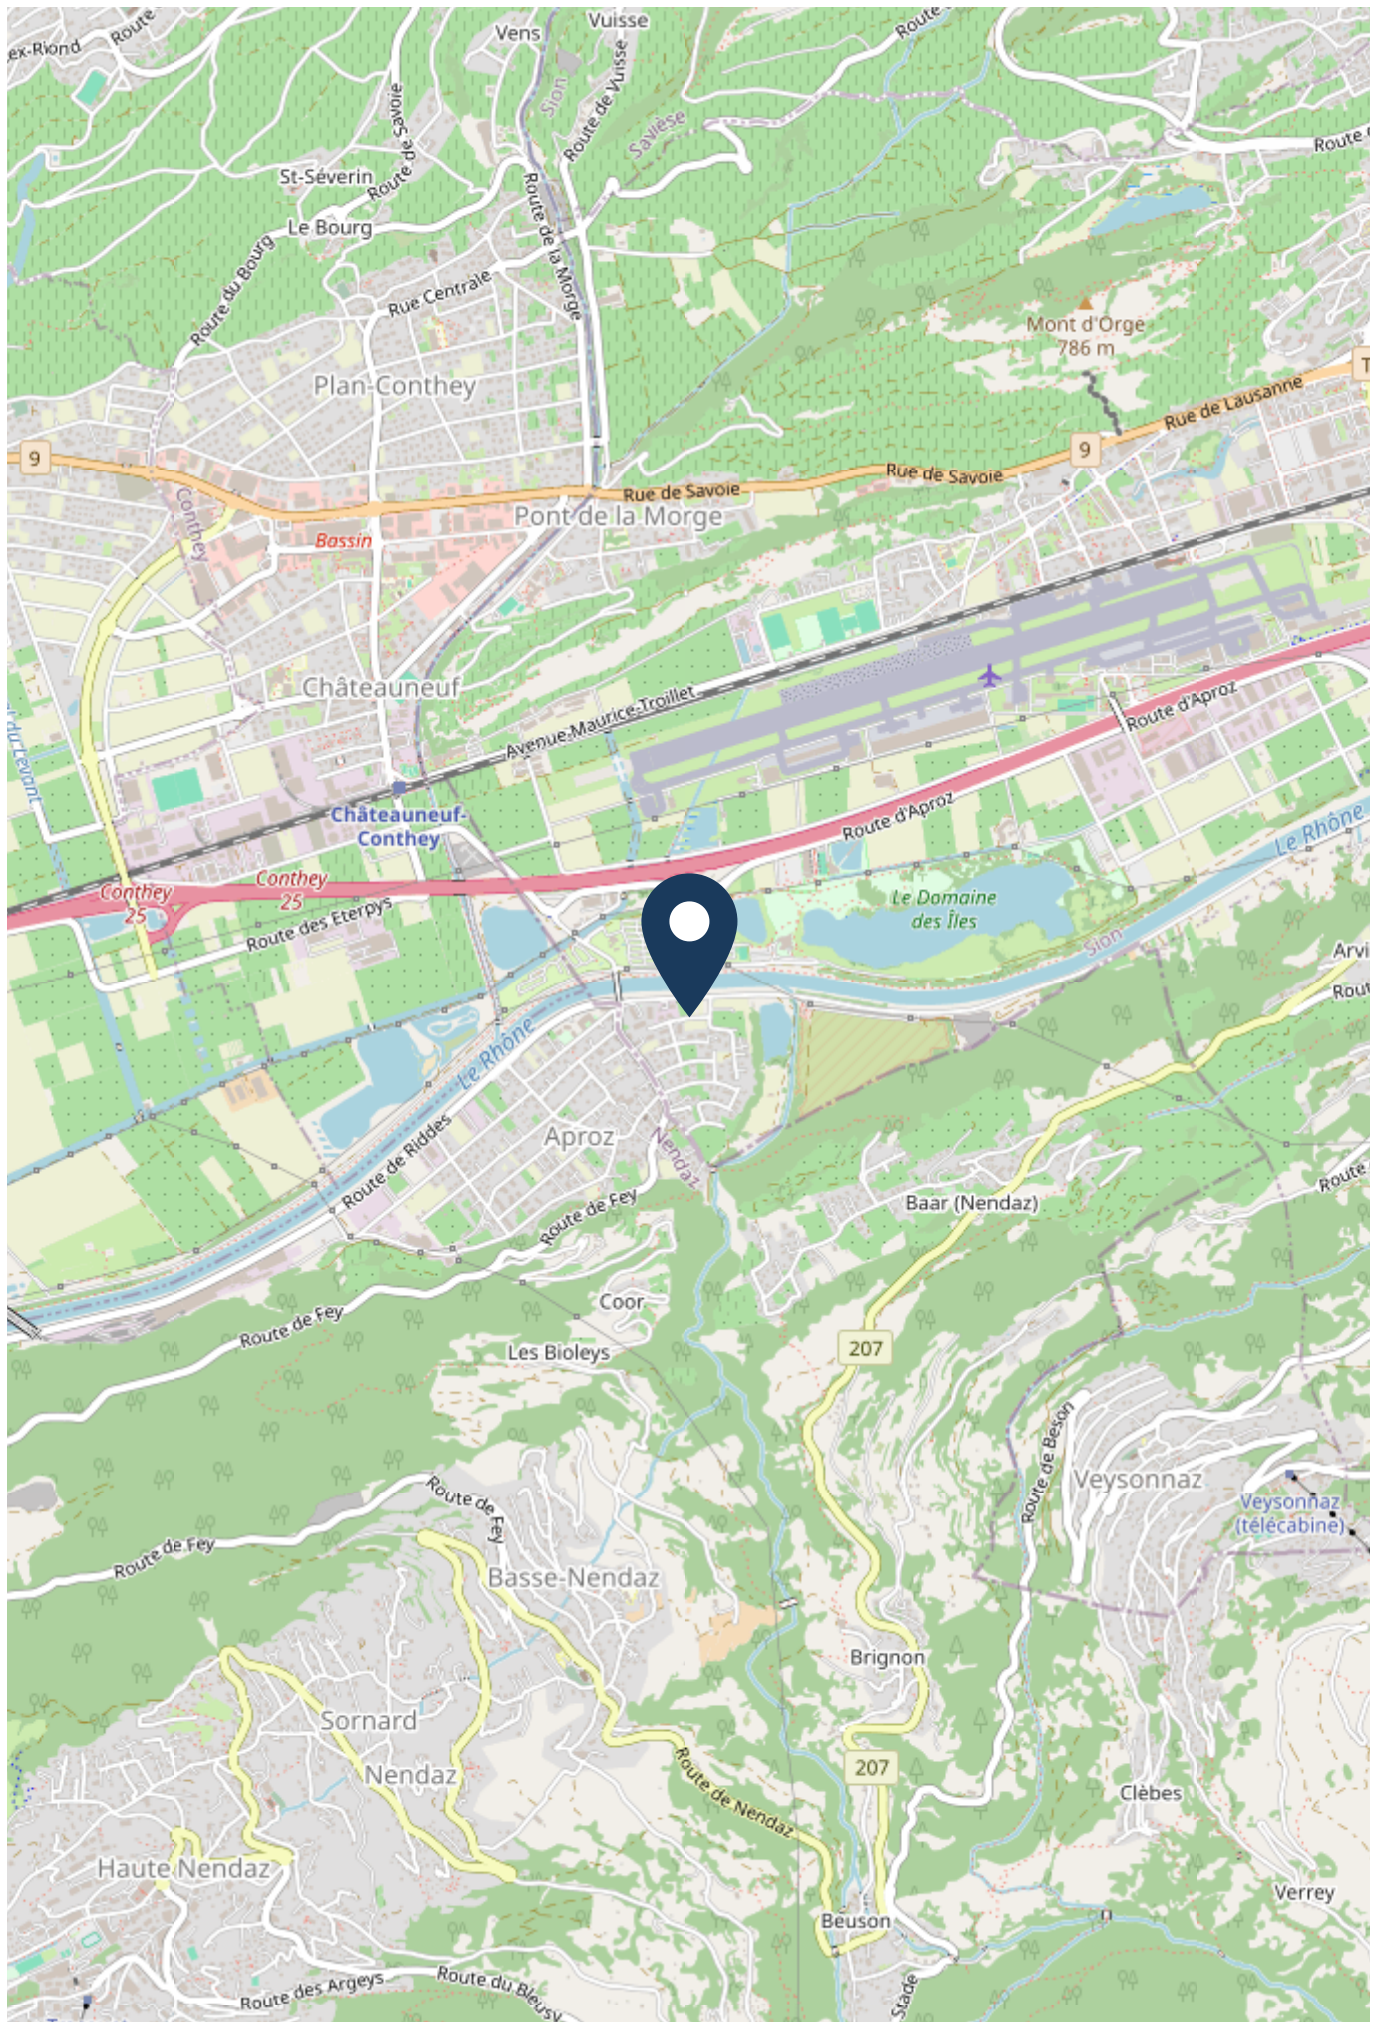 Vuisse
Vens
Route
ex-Riond
Route de Vuisse
Sion
Savièse
Route de Savoie
St-Séverin
Route de la Morge
Le Bourg
Route du Bourg
Rue Centrale
Mont d'Orge
786 m
Plan-Conthey
Rue de Lausanne
9
9
Rue de Savoie
Rue de Savoie
Conthey
Pont de la Morge
Bassin
Châteauneuf
Avenue Maurice-Troillet
Route d'Aproz
du Levant
Châteauneuf-
Conthey
Route d'Aproz
Le Rhône
Conthey
25
Conthey
25
Le Domaine
des Îles
Route des Eterpys
Sion
Arvi
Rout
Le Rhône
Aproz
Nendaz
Route de Riddes
Route
Baar (Nendaz)
Route de Fey
Coor
Route de Fey
Les Bioleys
207
Route de Beson
Veysonnaz
Veysonnaz
(télécabine)
Route de Fey
Route de Fey
Basse-Nendaz
Brignon
Sornard
Nendaz
207
Route de Nendaz
Clèbes
Haute Nendaz
Verrey
Beuson
Route des Argeys
Route du Bleusy
Stade